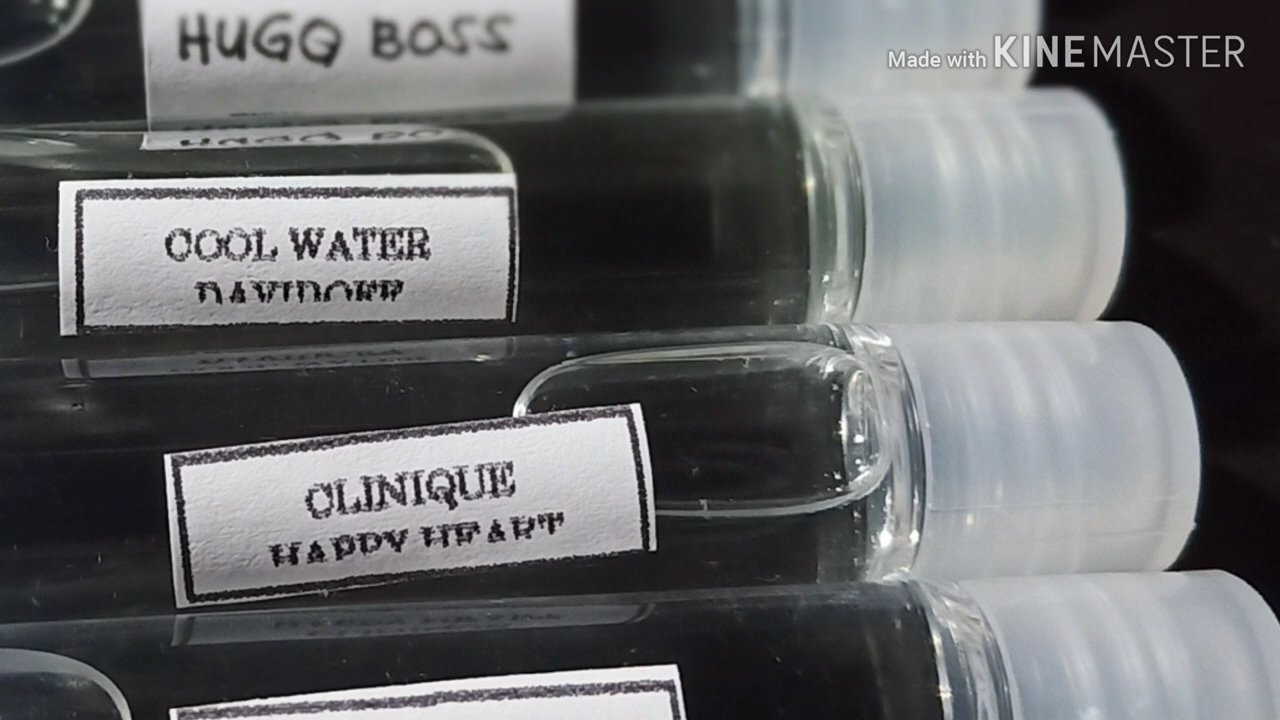 HUGO BOSS
Made with KINEMASTER
COOL WATER
DAVIDOFF
CLINIQUE
HAPPY HEART